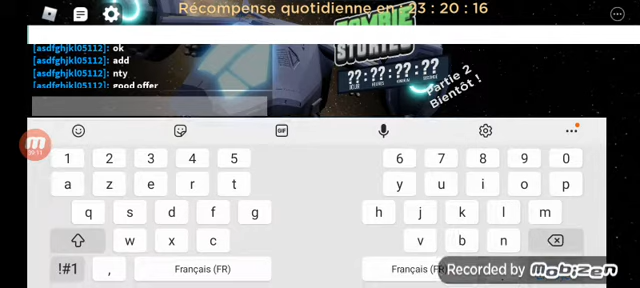 Récompense quotidienne en : 23 : 20 : 16
ZOMBIE
STORIES
??:??:??:??
Partie 2
Bientôt !
[asdfghjkl05112]: ok
[asdfghjkl05112]: add
[asdfghjkl05112]: nty
[asdfghjkl05112]: good offer
GIF
1 2 3 4 5 6 7 8 9 0
a z e r t y u i o p
q s d f g h j k l m
w x c v b n
!#1 , Français (FR) Français (FR)
Recorded by mobizen